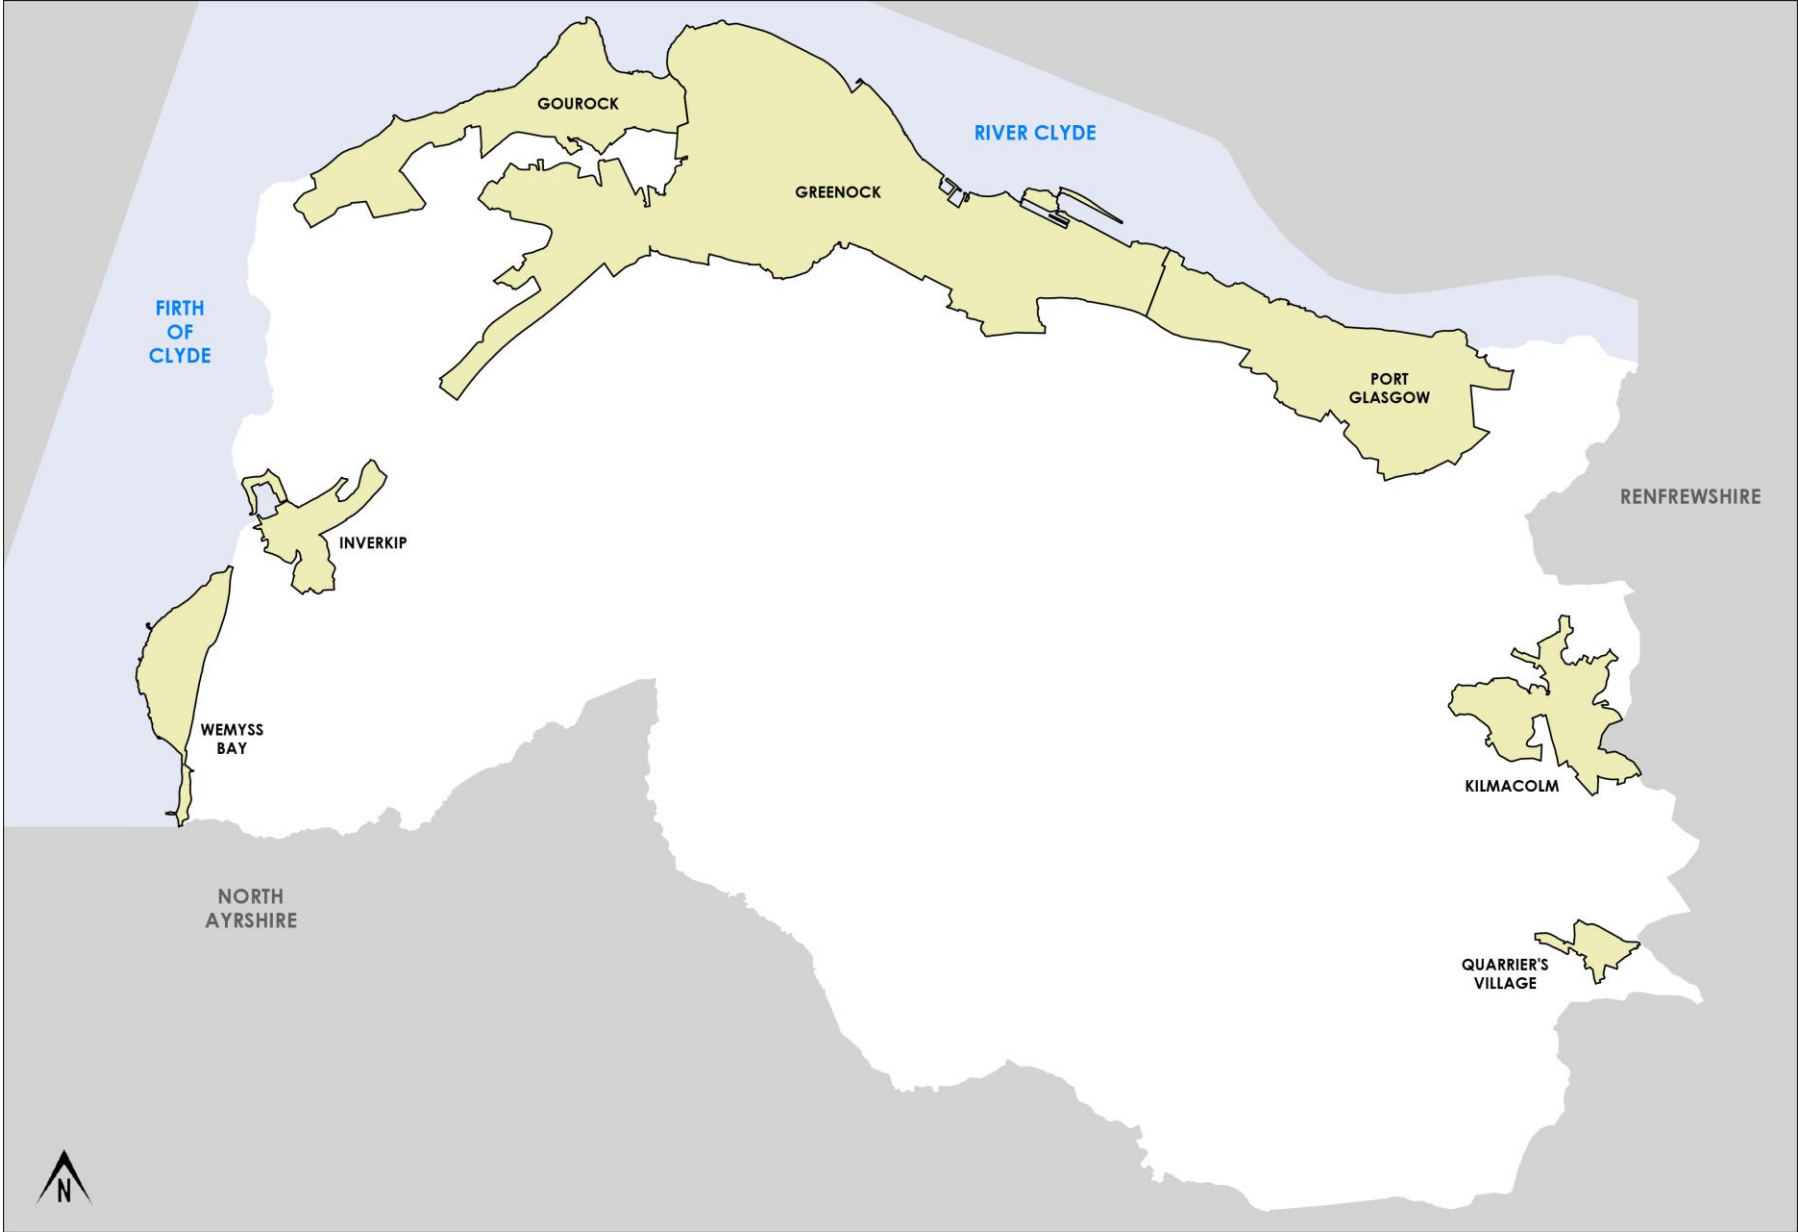 GOUROCK
RIVER CLYDE
GREENOCK
FIRTH
OF
CLYDE
PORT
GLASGOW
RENFREWSHIRE
INVERKIP
WEMYSS
BAY
KILMACOLM
NORTH
AYRSHIRE
QUARRIER'S
VILLAGE
N